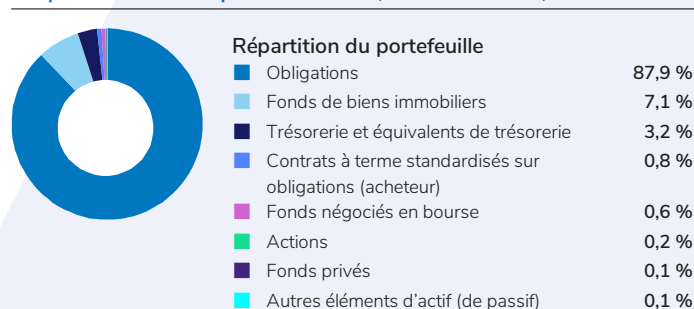 Répartition du portefeuille
Obligations 87,9 %
Fonds de biens immobiliers 7,1 %
Trésorerie et équivalents de trésorerie 3,2 %
Contrats à terme standardisés sur 0,8 %
obligations (acheteur)
Fonds négociés en bourse 0,6 %
Actions 0,2 %
Fonds privés 0,1 %
Autres éléments d'actif (de passif) 0,1 %